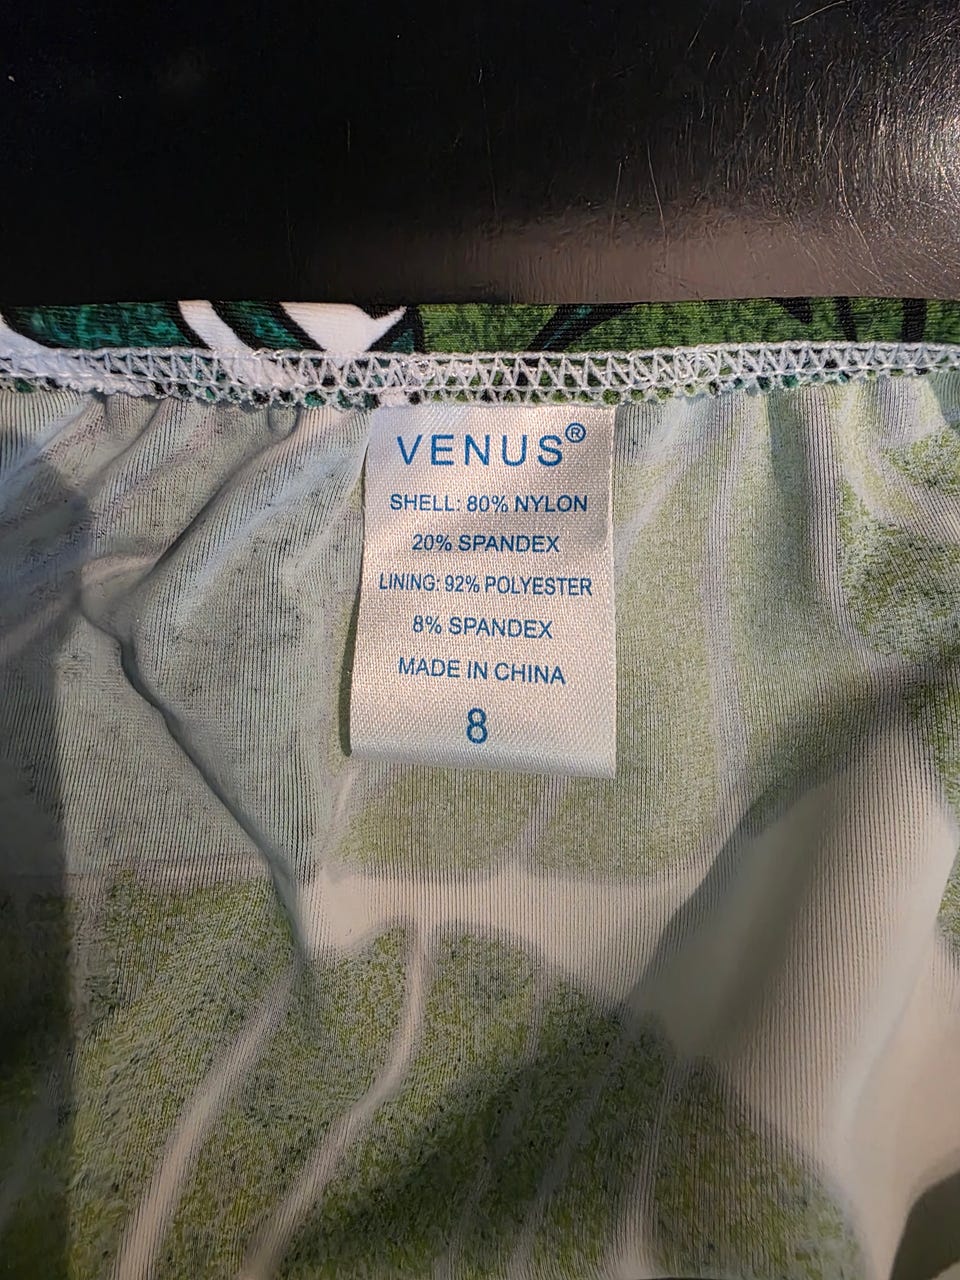 VENUS®
SHELL: 80% NYLON
20% SPANDEX
LINING: 92% POLYESTER
8% SPANDEX
MADE IN CHINA
8